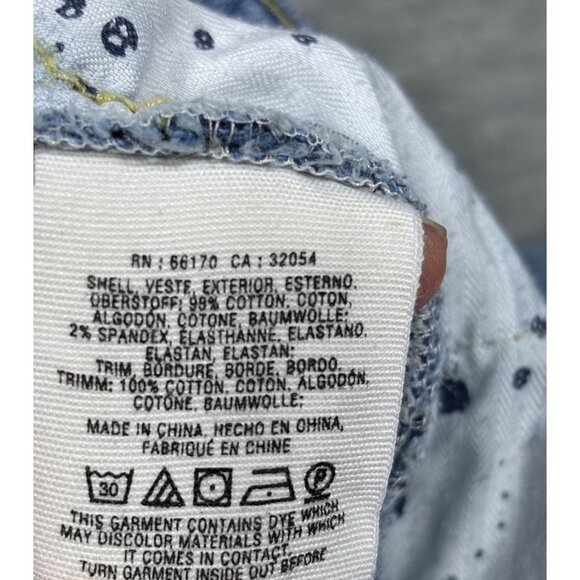 RN : 66170 CA : 32054
SHELL, VESTE, EXTERIOR, ESTERNO,
OBERSTOFF: 98% COTTON, COTON,
ALGODÓN, COTONE, BAUMWOLLE;
2% SPANDEX, ÉLASTHANNE, ELASTANO,
ELASTAN, ELASTAN;
TRIM, BORDURE, BORDE, BORDO,
TRIMM: 100% COTTON, COTON, ALGODÓN,
COTONE, BAUMWOLLE;
MADE IN CHINA, HECHO EN CHINA,
FABRIQUÉ EN CHINE
30
P
THIS GARMENT CONTAINS DYE WHICH
MAY DISCOLOR MATERIALS WITH WHICH
IT COMES IN CONTACT.
TURN GARMENT INSIDE OUT BEFORE